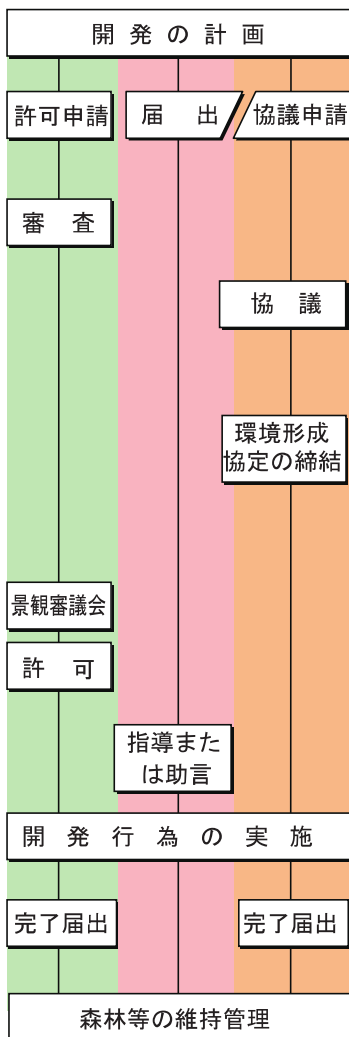 開発の計画
許可申請
届出
協議申請
審査
協議
環境形成
協定の締結
景観審議会
許可
指導また
は助言
開発行為の実施
完了届出
完了届出
森林等の維持管理